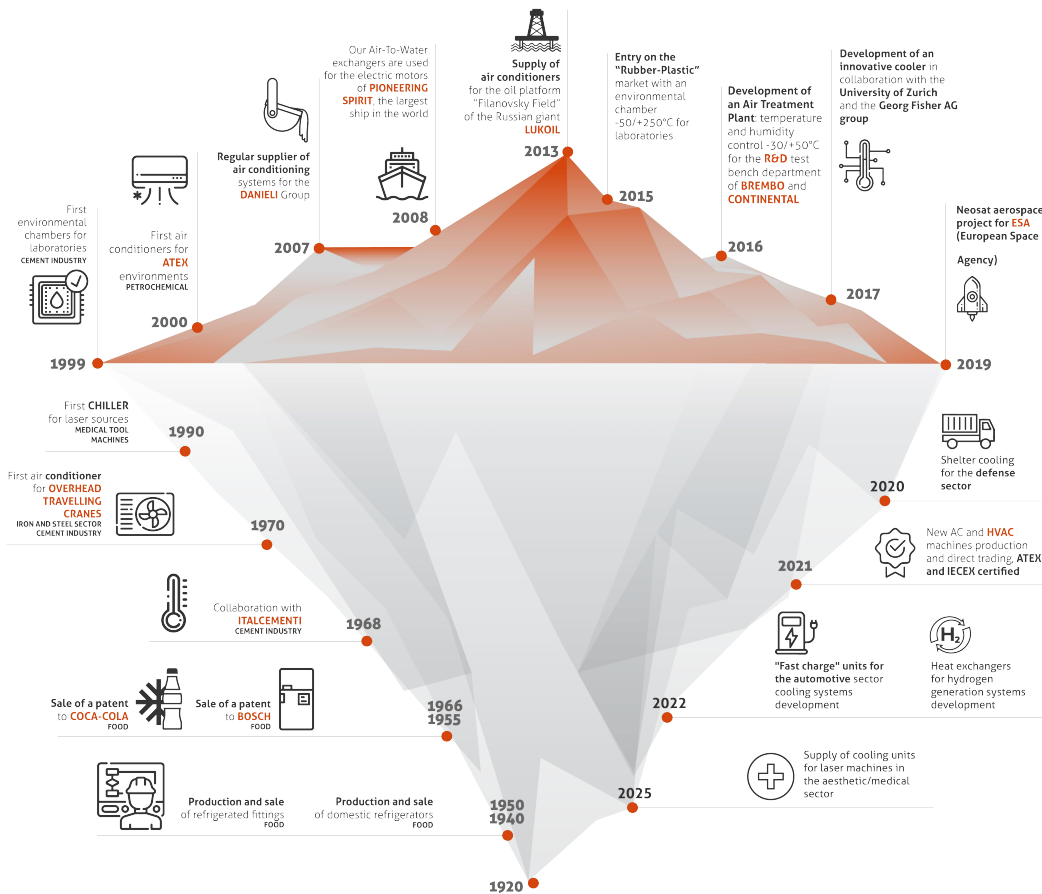 First
environmental
chambers for
laboratories
CEMENT INDUSTRY
1999
First air
conditioners for
ATEX
environments
PETROCHEMICAL
2000
Regular supplier of
air conditioning
systems for the
DANIELI Group
2007
Our Air-To-Water
exchangers are used
for the electric motors
of PIONEERING
SPIRIT, the largest
ship in the world
2008
Supply of
air conditioners
for the oil platform
"Filanovsky Field"
of the Russian giant
LUKOIL
2013
Entry on the
"Rubber-Plastic"
market with an
environmental
chamber
-50/+250°C for
laboratories
2015
Development of
an Air Treatment
Plant: temperature
and humidity
control -30/+50°C
for the R&D test
bench department
of BREMBO and
CONTINENTAL
2016
Development of an
innovative cooler in
collaboration with the
University of Zurich
and the Georg Fisher AG
group
2017
Neosat aerospace
project for ESA
(European Space
Agency)
2019
First CHILLER
for laser sources
MEDICAL TOOL
MACHINES
1990
First air conditioner
for OVERHEAD
TRAVELLING
CRANES
IRON AND STEEL SECTOR
CEMENT INDUSTRY
1970
Collaboration with
ITALCEMENTI
CEMENT INDUSTRY
1968
Sale of a patent
to COCA-COLA
FOOD
Sale of a patent
to BOSCH
FOOD
1966
1955
Production and sale
of refrigerated fittings
FOOD
Production and sale
of domestic refrigerators
FOOD
1950
1940
1920
Shelter cooling
for the defense
sector
2020
New AC and HVAC
machines production
and direct trading, ATEX
and IECEX certified
2021
"Fast charge" units for
the automotive sector
cooling systems
development
H2
Heat exchangers
for hydrogen
generation systems
development
2022
Supply of cooling units
for laser machines in
the aesthetic/medical
sector
2025